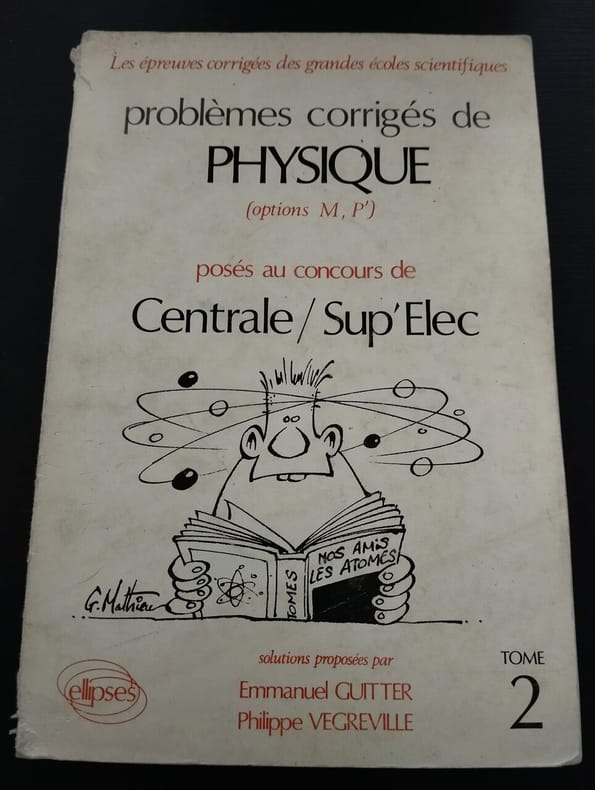 Les épreuves corrigées des grandes écoles scientifiques
problèmes corrigés de
PHYSIQUE
(options M, P')
posés au concours de
Centrale / Sup'Elec
NOS AMIS
LES ATOMES
TOMES
G. Mathieu
solutions proposées par
Emmanuel GUITTER
Philippe VEGREVILLE
ellipses
TOME
2